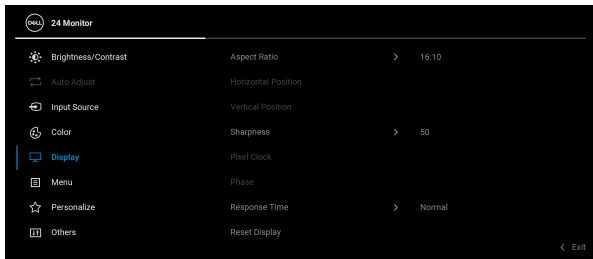 DELL 24 Monitor
Brightness/Contrast Aspect Ratio > 16:10
Auto Adjust Horizontal Position
Input Source Vertical Position
Color Sharpness > 50
Display Pixel Clock
Menu Phase
Personalize Response Time > Normal
Others Reset Display
< Exit